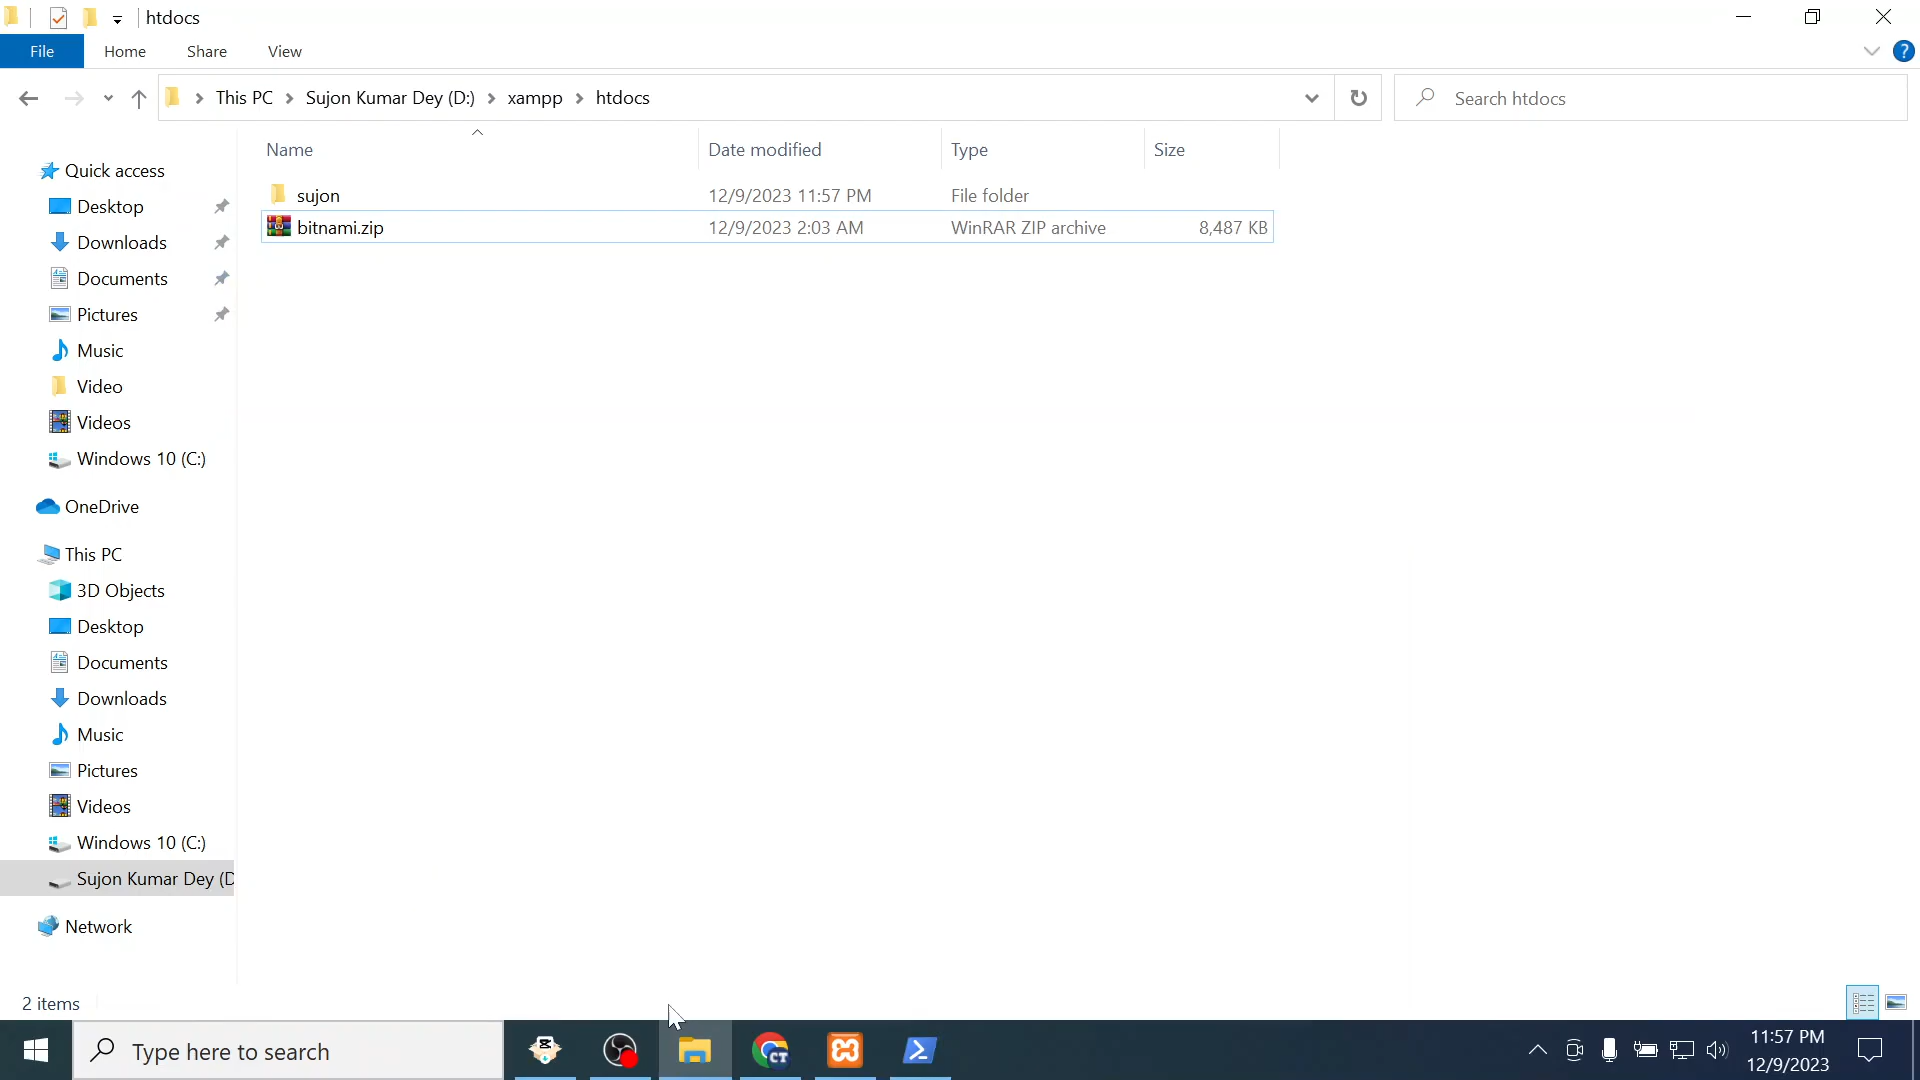 htdocs
File Home Share View
This PC Sujon Kumar Dey (D:) xampp htdocs
Search htdocs
Name Date modified Type Size
sujon 12/9/2023 11:57 PM File folder
bitnami.zip 12/9/2023 2:03 AM WinRAR ZIP archive 8,487 KB
Quick access
Desktop
Downloads
Documents
Pictures
Music
Video
Videos
Windows 10 (C:)
OneDrive
This PC
3D Objects
Desktop
Documents
Downloads
Music
Pictures
Videos
Windows 10 (C:)
Sujon Kumar Dey (D
Network
2 items
Type here to search
CT
11:57 PM
12/9/2023